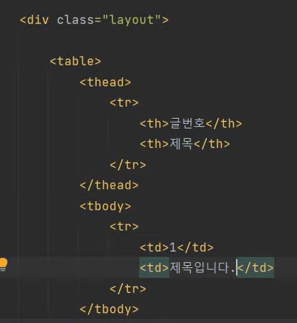 <div class="layout">
<table>
<thead>
<tr>
<th>글번호</th>
<th>제목</th>
</tr>
</thead>
<tbody>
<tr>
<td>1</td>
<td>제목입니다.</td>
</tr>
</tbody>